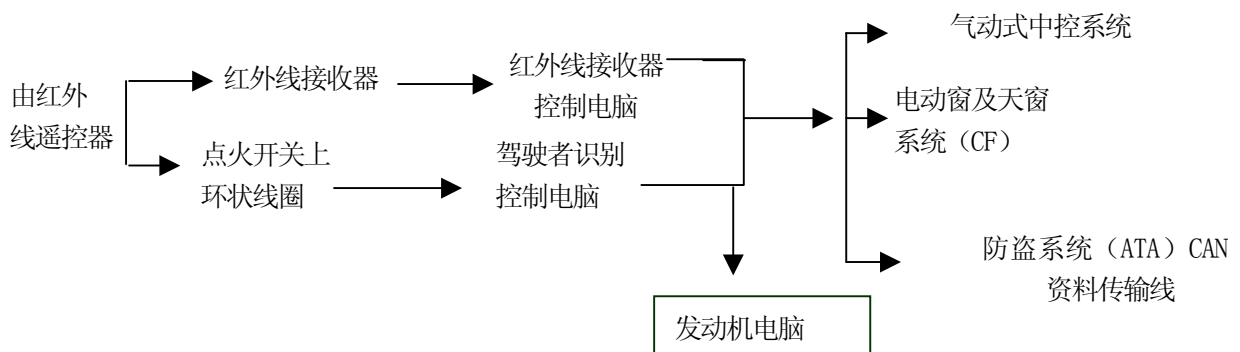 由红外
线遥控器
红外线接收器
点火开关上
环状线圈
红外线接收器
控制电脑
驾驶者识别
控制电脑
发动机电脑
气动式中控系统
电动窗及天窗
系统（CF）
防盗系统（ATA）CAN
资料传输线